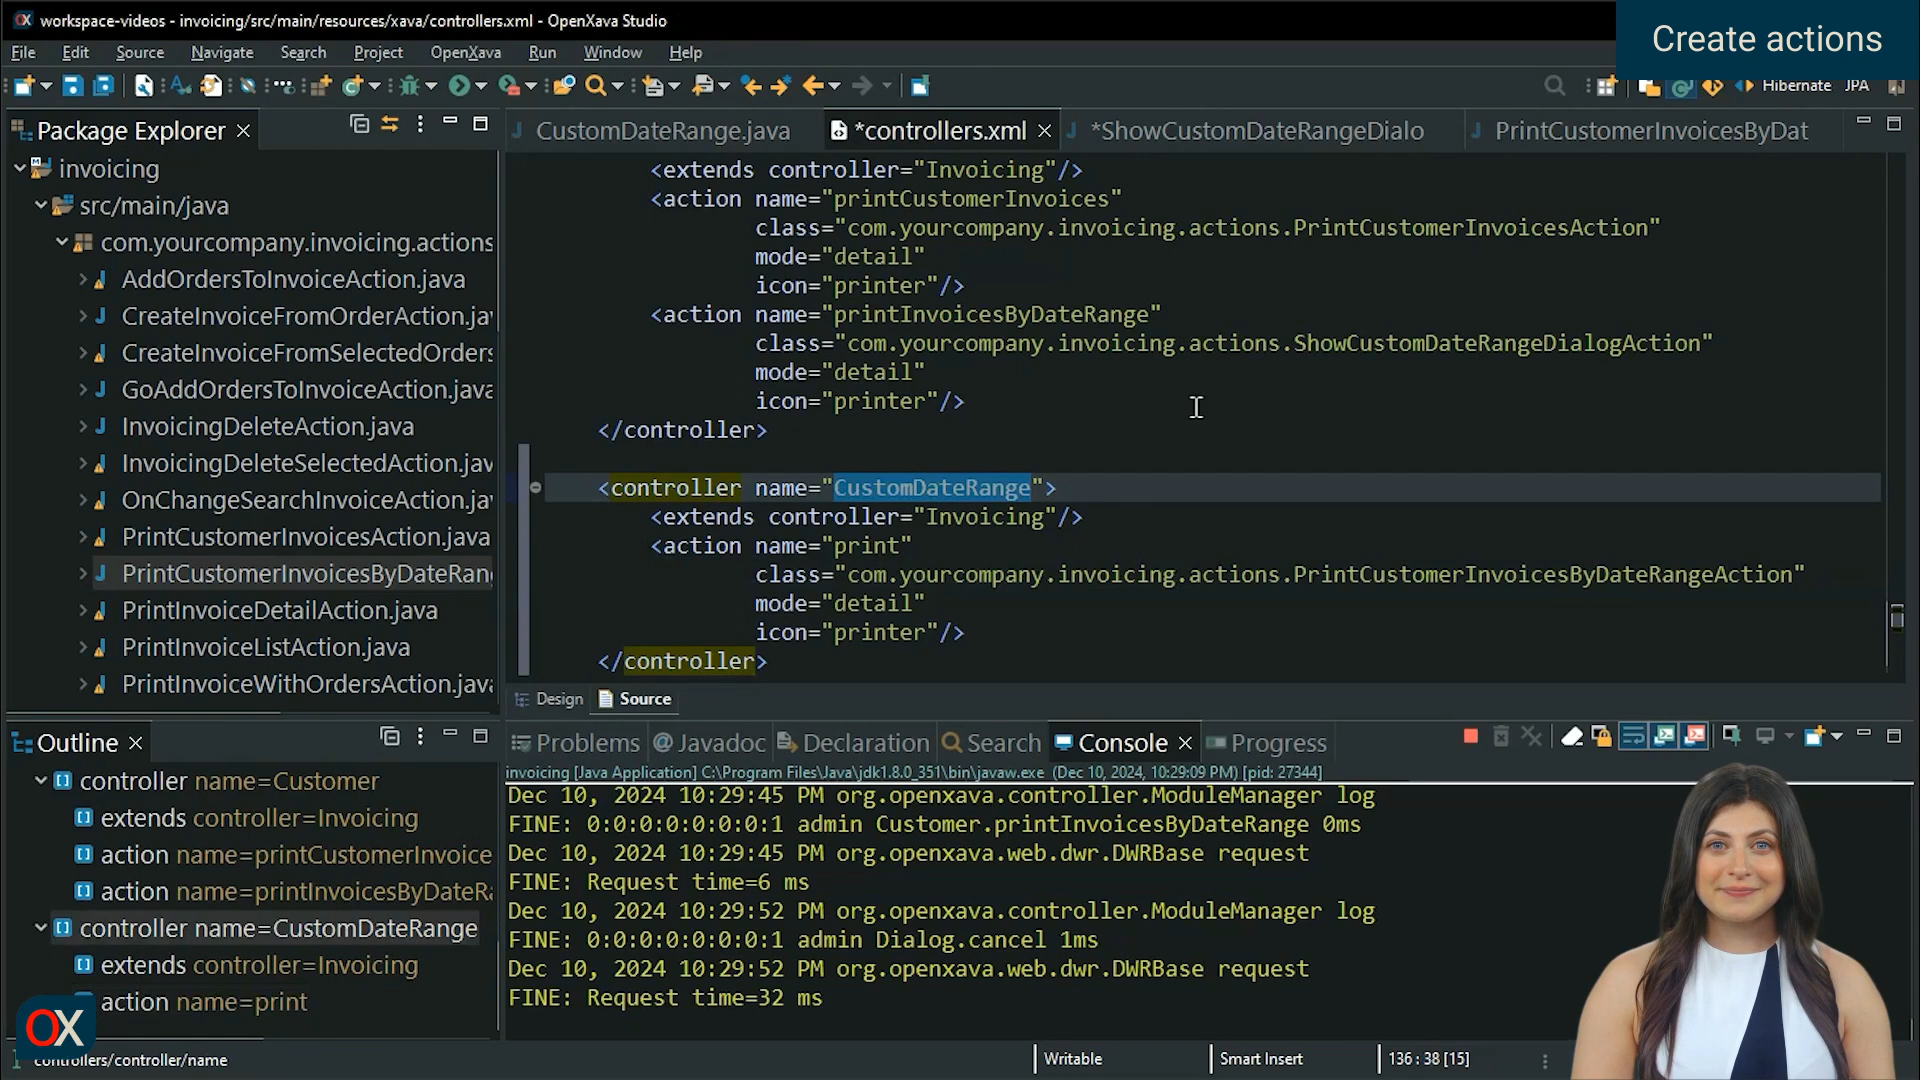 workspace-videos - invoicing/src/main/resources/xava/controllers.xml - OpenXava Studio
Create actions
File Edit Source Navigate Search Project OpenXava Run Window Help
Hibernate JPA
Package Explorer
invoicing
src/main/java
com.yourcompany.invoicing.actions
AddOrdersToInvoiceAction.java
CreateInvoiceFromOrderAction.ja
CreateInvoiceFromSelectedOrders
GoAddOrdersToInvoiceAction.java
InvoicingDeleteAction.java
InvoicingDeleteSelectedAction.jav
OnChangeSearchInvoiceAction.jav
PrintCustomerInvoicesAction.java
PrintCustomerInvoicesByDateRan
PrintInvoiceDetailAction.java
PrintInvoiceListAction.java
PrintInvoiceWithOrdersAction.java
CustomDateRange.java *controllers.xml *ShowCustomDateRangeDialo PrintCustomerInvoicesByDat
<extends controller="Invoicing"/>
<action name="printCustomerInvoices"
class="com.yourcompany.invoicing.actions.PrintCustomerInvoicesAction"
mode="detail"
icon="printer"/>
<action name="printInvoicesByDateRange"
class="com.yourcompany.invoicing.actions.ShowCustomDateRangeDialogAction"
mode="detail"
icon="printer"/>
</controller>
<controller name="CustomDateRange">
<extends controller="Invoicing"/>
<action name="print"
class="com.yourcompany.invoicing.actions.PrintCustomerInvoicesByDateRangeAction"
mode="detail"
icon="printer"/>
</controller>
Design Source
Outline
controller name=Customer
extends controller=Invoicing
action name=printCustomerInvoice
action name=printInvoicesByDateRa
controller name=CustomDateRange
extends controller=Invoicing
action name=print
Problems Javadoc Declaration Search Console Progress
invoicing [Java Application] C:\Program Files\Java\jdk1.8.0_351\bin\javaw.exe (Dec 10, 2024, 10:29:09 PM) [pid: 27344]
Dec 10, 2024 10:29:45 PM org.openxava.controller.ModuleManager log
FINE: 0:0:0:0:0:0:0:1 admin Customer.printInvoicesByDateRange 0ms
Dec 10, 2024 10:29:45 PM org.openxava.web.dwr.DWRBase request
FINE: Request time=6 ms
Dec 10, 2024 10:29:52 PM org.openxava.controller.ModuleManager log
FINE: 0:0:0:0:0:0:0:1 admin Dialog.cancel 1ms
Dec 10, 2024 10:29:52 PM org.openxava.web.dwr.DWRBase request
FINE: Request time=32 ms
OX
controllers/controller/name
Writable
Smart Insert
136 : 38 [15]